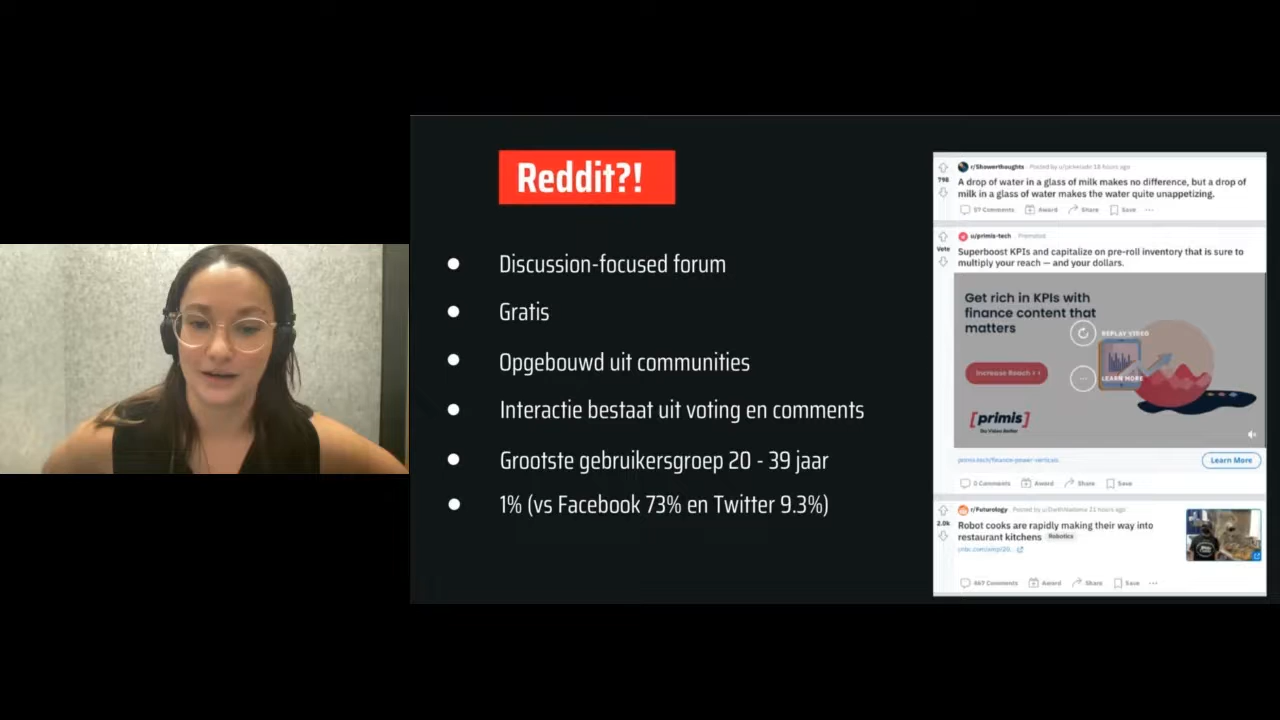 Reddit?!
Discussion-focused forum
Gratis
Opgebouwd uit communities
Interactie bestaat uit voting en comments
Grootste gebruikersgroep 20 - 39 jaar
1% (vs Facebook 73% en Twitter 9.3%)
r/Showerthoughts
798
A drop of water in a glass of milk makes no difference, but a drop of
milk in a glass of water makes the water quite unappetizing.
57 Comments Award Share Save
u/primis-tech Promoted
Vote
Superboost KPIs and capitalize on pre-roll inventory that is sure to
multiply your reach — and your dollars.
Get rich in KPIs with
finance content that
matters
REPLAY VIDEO
Increase Reach
LEARN MORE
[primis]
Learn More
0 Comments Award Share Save
r/Futurology
2.0k
Robot cooks are rapidly making their way into
restaurant kitchens Robotics
Comments Award Share Save